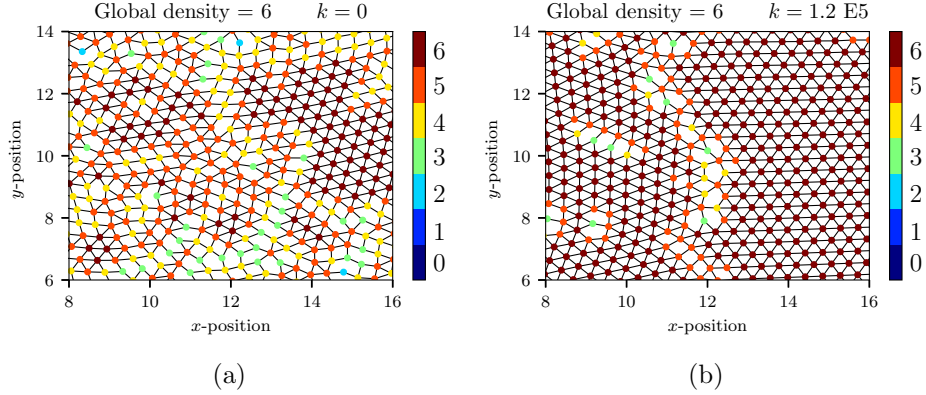 Global density = 6 k = 0
14
12
10
8
6
y-position
8 10 12 14 16
x-position
6
5
4
3
2
1
0
(a)
Global density = 6 k = 1.2 E5
14
12
10
8
6
y-position
8 10 12 14 16
x-position
6
5
4
3
2
1
0
(b)